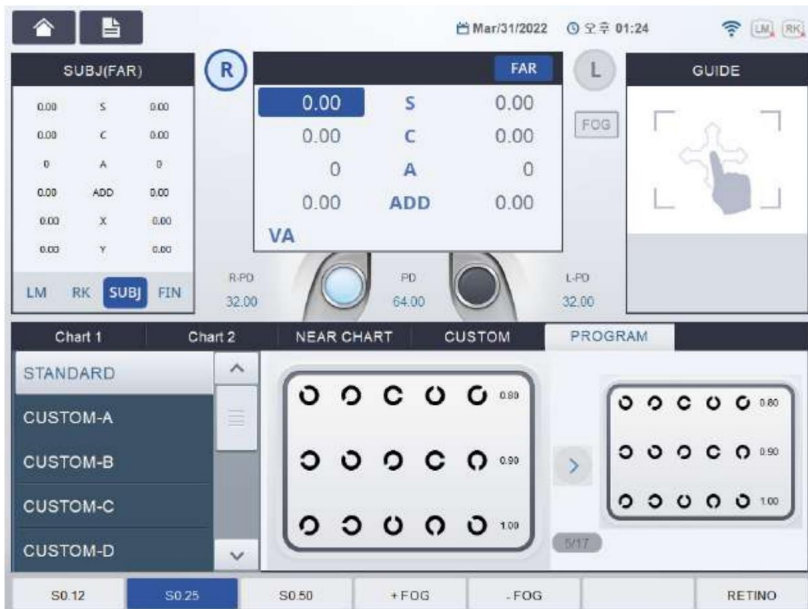 Mar/31/2022 오후 01:24 LM RK
SUBJ(FAR)
0.00 S 0.00
0.00 C 0.00
0 A 0
0.00 ADD 0.00
0.00 X 0.00
0.00 Y 0.00
LM RK SUBJ FIN
R
FAR
0.00 S 0.00
0.00 C 0.00
0 A 0
0.00 ADD 0.00
VA
L
FOG
GUIDE
R-PD PD L-PD
32.00 64.00 32.00
Chart 1 Chart 2 NEAR CHART CUSTOM PROGRAM
STANDARD
CUSTOM-A
CUSTOM-B
CUSTOM-C
CUSTOM-D
0.80
0.90
1.00
0.80
0.90
1.00
5/17
S0.12 S0.25 S0.50 +FOG -FOG RETINO